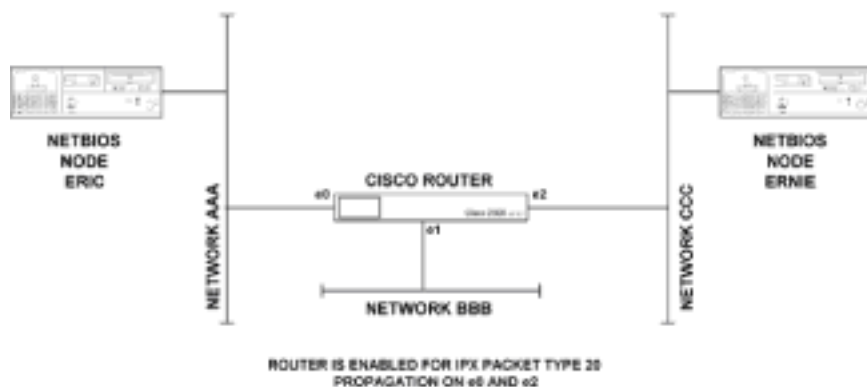 NETBIOS
NODE
ERIC
NETBIOS
NODE
ERNIE
CISCO ROUTER
e0
e2
e1
NETWORK AAA
NETWORK CCC
NETWORK BBB
ROUTER IS ENABLED FOR IPX PACKET TYPE 20
PROPAGATION ON e0 AND e2